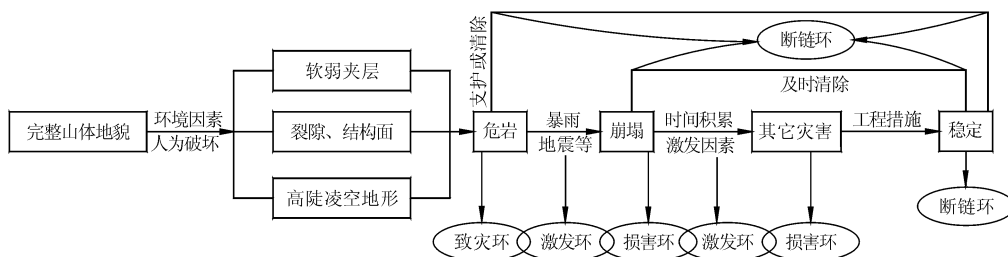 断链环
支护或清除
软弱夹层
及时清除
完整山体地貌
环境因素
人为破坏
裂隙、结构面
危岩
暴雨
地震等
崩塌
时间积累
激发因素
其它灾害
工程措施
稳定
高陡凌空地形
断链环
致灾环
激发环
损害环
激发环
损害环